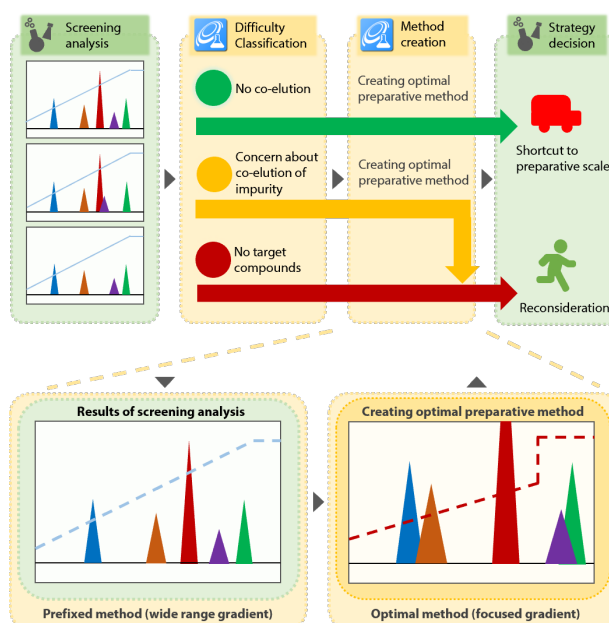 Screening
analysis
Difficulty
Classification
Method
creation
Strategy
decision
No co-elution
Creating optimal
preparative method
Concern about
co-elution of
impurity
Creating optimal
preparative method
Shortcut to
preparative scale
No target
compounds
Reconsideration
Results of screening analysis
Creating optimal preparative method
Prefixed method (wide range gradient)
Optimal method (focused gradient)